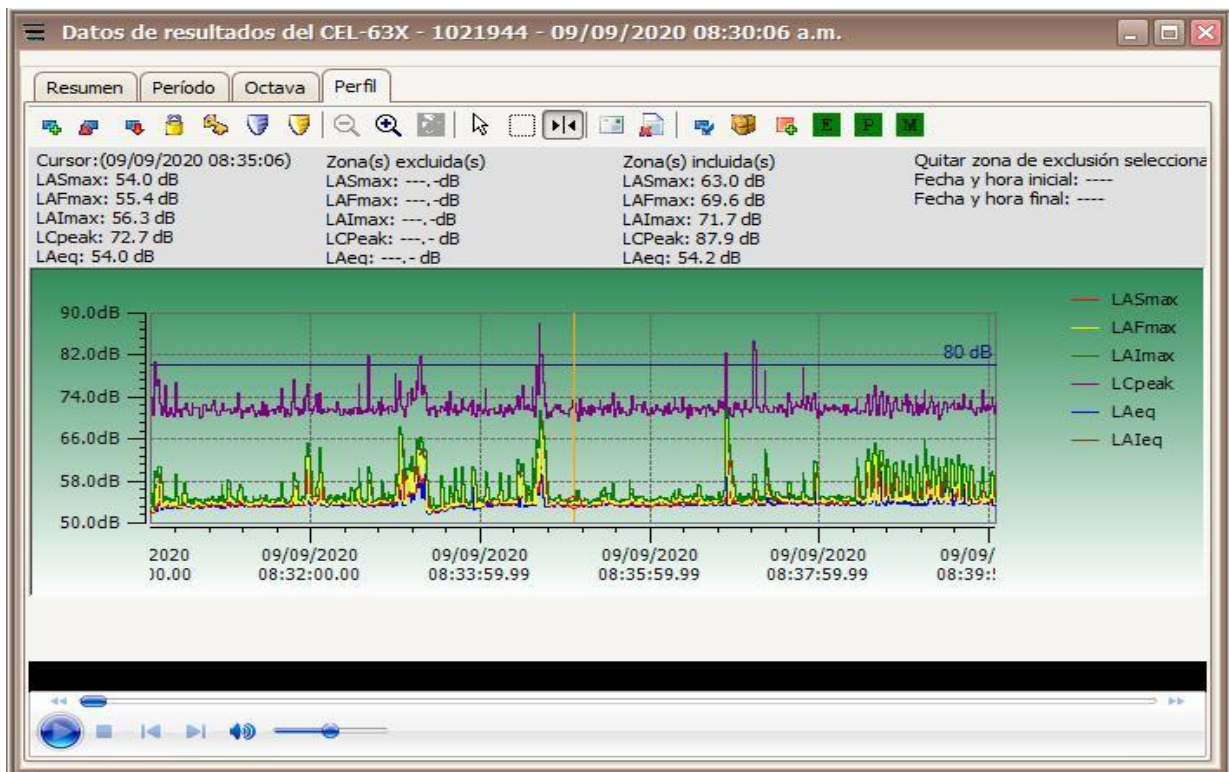 Datos de resultados del CEL-63X - 1021944 - 09/09/2020 08:30:06 a.m.
Resumen Período Octava Perfil
E P M
Cursor:(09/09/2020 08:35:06)
LASmax: 54.0 dB
LAFmax: 55.4 dB
LAImax: 56.3 dB
LCpeak: 72.7 dB
LAeq: 54.0 dB
Zona(s) excluida(s)
LASmax: ---.-dB
LAFmax: ---.-dB
LAImax: ---.-dB
LCPeak: ---.- dB
LAeq: ---.- dB
Zona(s) incluida(s)
LASmax: 63.0 dB
LAFmax: 69.6 dB
LAImax: 71.7 dB
LCPeak: 87.9 dB
LAeq: 54.2 dB
Quitar zona de exclusión selecciona
Fecha y hora inicial: ----
Fecha y hora final: ----
90.0dB
82.0dB
74.0dB
66.0dB
58.0dB
50.0dB
80 dB
LASmax
LAFmax
LAImax
LCpeak
LAeq
LAIeq
2020 09/09/2020 09/09/2020 09/09/2020 09/09/2020 09/09/
00.00 08:32:00.00 08:33:59.99 08:35:59.99 08:37:59.99 08:39: